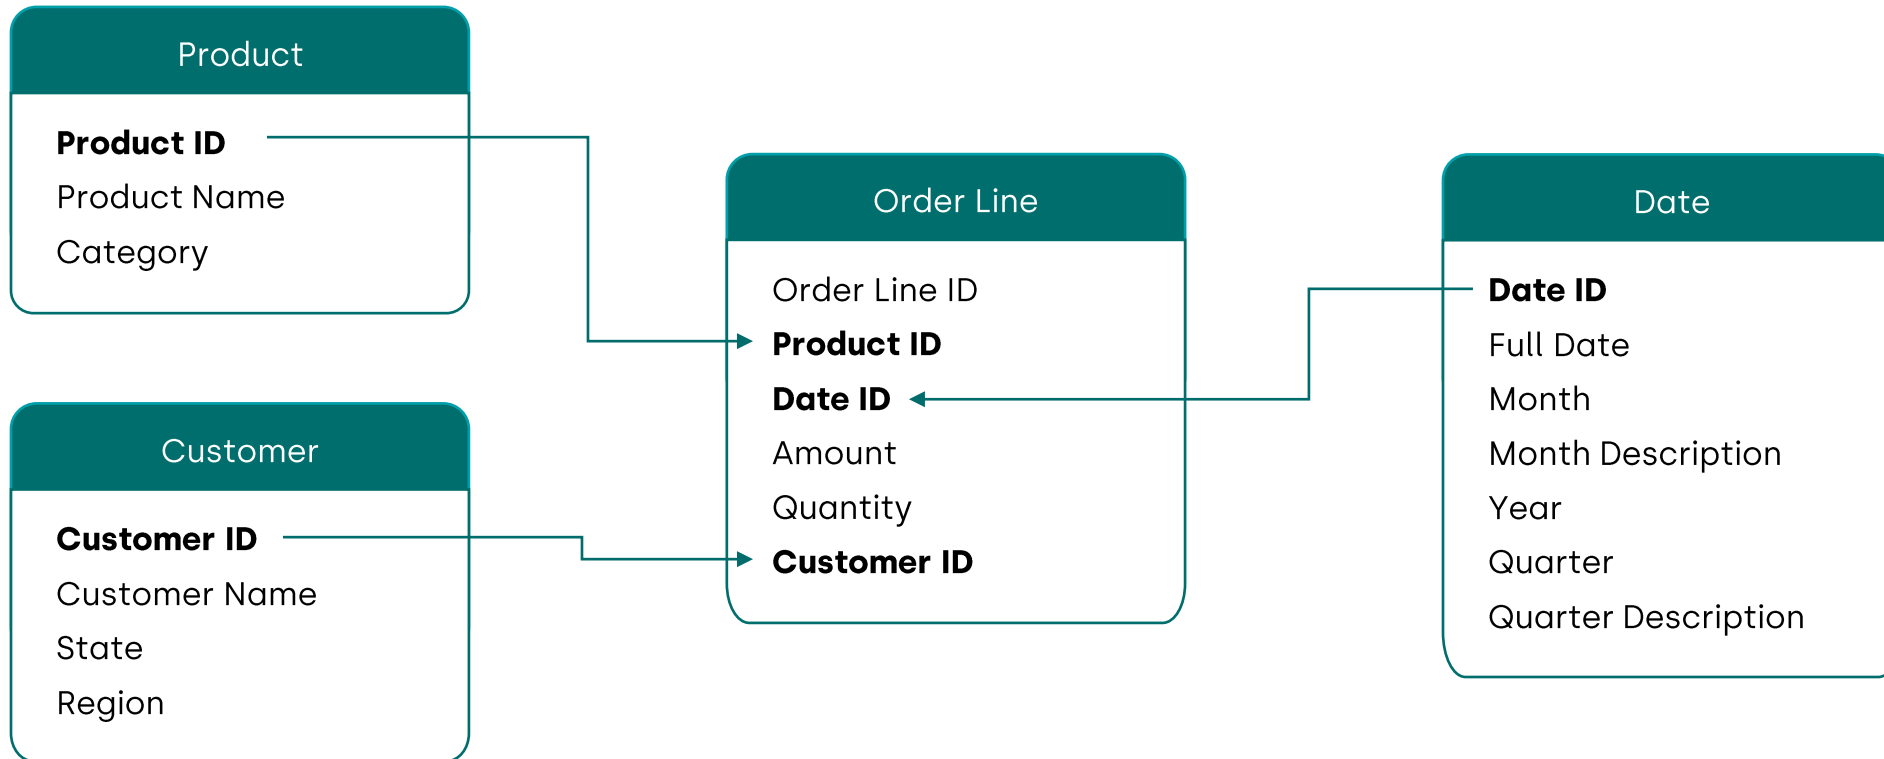 Product
Product ID
Product Name
Category
Customer
Customer ID
Customer Name
State
Region
Order Line
Order Line ID
Product ID
Date ID
Amount
Quantity
Customer ID
Date
Date ID
Full Date
Month
Month Description
Year
Quarter
Quarter Description